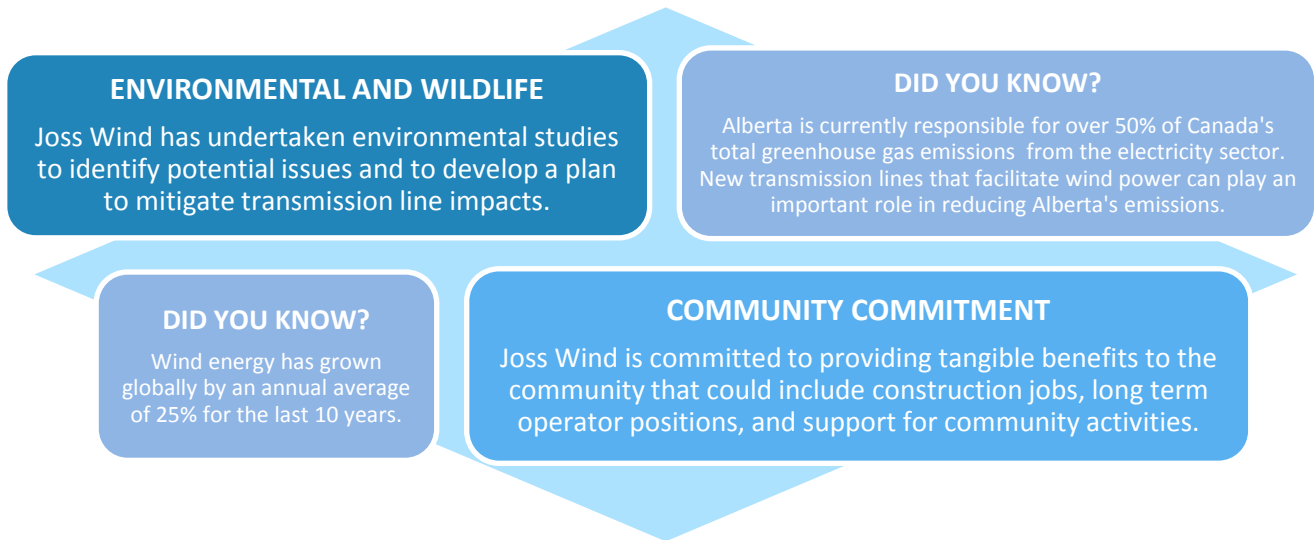 ENVIRONMENTAL AND WILDLIFE
Joss Wind has undertaken environmental studies
to identify potential issues and to develop a plan
to mitigate transmission line impacts.
DID YOU KNOW?
Alberta is currently responsible for over 50% of Canada's
total greenhouse gas emissions from the electricity sector.
New transmission lines that facilitate wind power can play an
important role in reducing Alberta's emissions.
DID YOU KNOW?
Wind energy has grown
globally by an annual average
of 25% for the last 10 years.
COMMUNITY COMMITMENT
Joss Wind is committed to providing tangible benefits to the
community that could include construction jobs, long term
operator positions, and support for community activities.